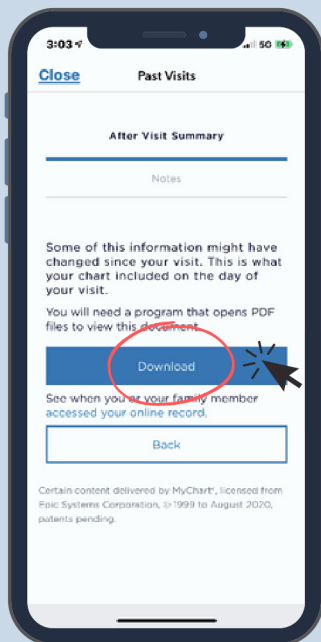 3:03
5G
Close
Past Visits
After Visit Summary
Notes
Some of this information might have
changed since your visit. This is what
your chart included on the day of
your visit.
You will need a program that opens PDF
files to view this document.
Download
See when you or your family member
accessed your online record.
Back
Certain content delivered by MyChart®, licensed from
Epic Systems Corporation, © 1999 to August 2020,
patents pending.